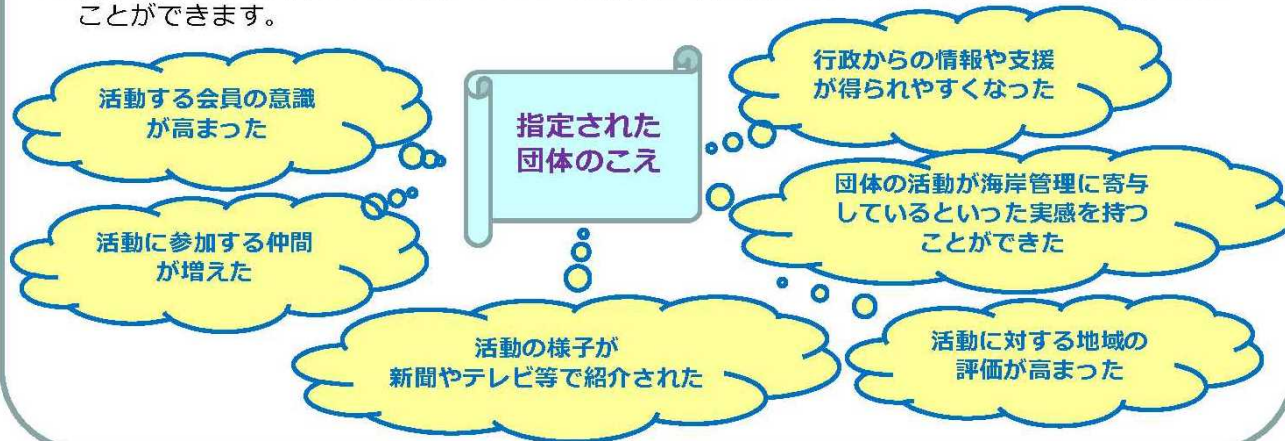 ことができます。
活動する会員の意識
が高まった
指定された
団体のこえ
行政からの情報や支援
が得られやすくなった
活動に参加する仲間
が増えた
団体の活動が海岸管理に寄与
しているといった実感を持つ
ことができた
活動の様子が
新聞やテレビ等で紹介された
活動に対する地域の
評価が高まった